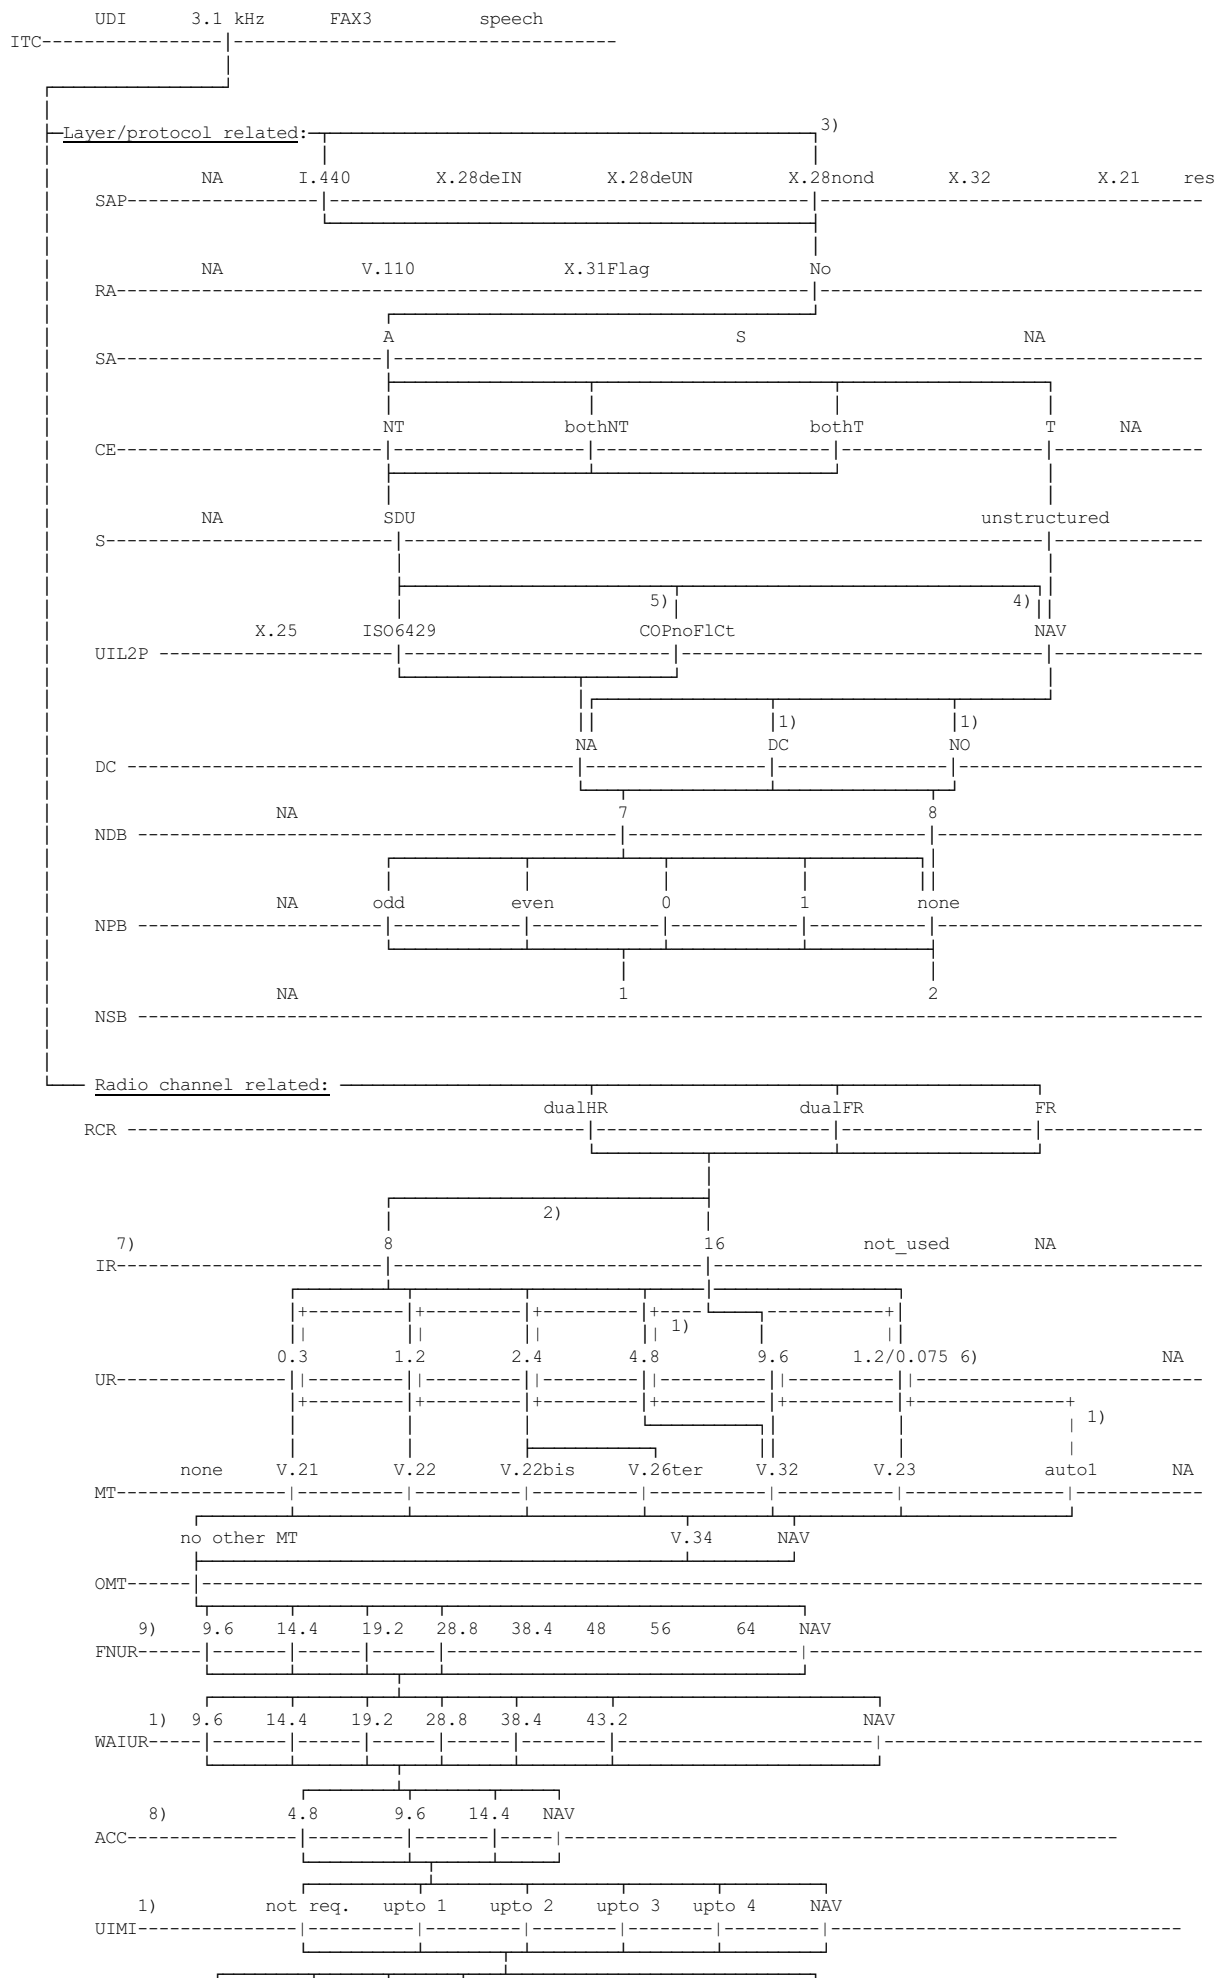 UDI 3.1 kHz FAX3 speech
ITC
Layer/protocol related: 3)
NA I.440 X.28deIN X.28deUN X.28nond X.32 X.21 res
SAP
NA V.110 X.31Flag No
RA
A S NA
SA
NT bothNT bothT T NA
CE
NA SDU unstructured
S
5) 4)
X.25 ISO6429 COPnoFlCt NAV
UIL2P
1) 1)
NA DC NO
DC
NA 7 8
NDB
NA odd even 0 1 none
NPB
NA 1 2
NSB
Radio channel related:
dualHR dualFR FR
RCR
2)
7) 8 16 not_used NA
IR
1)
0.3 1.2 2.4 4.8 9.6 1.2/0.075 6) NA
UR
1)
none V.21 V.22 V.22bis V.26ter V.32 V.23 auto1 NA
MT
no other MT V.34 NAV
OMT
9) 9.6 14.4 19.2 28.8 38.4 48 56 64 NAV
FNUR
1) 9.6 14.4 19.2 28.8 38.4 43.2 NAV
WAIUR
8) 4.8 9.6 14.4 NAV
ACC
1) not req. upto 1 upto 2 upto 3 upto 4 NAV
UIMI